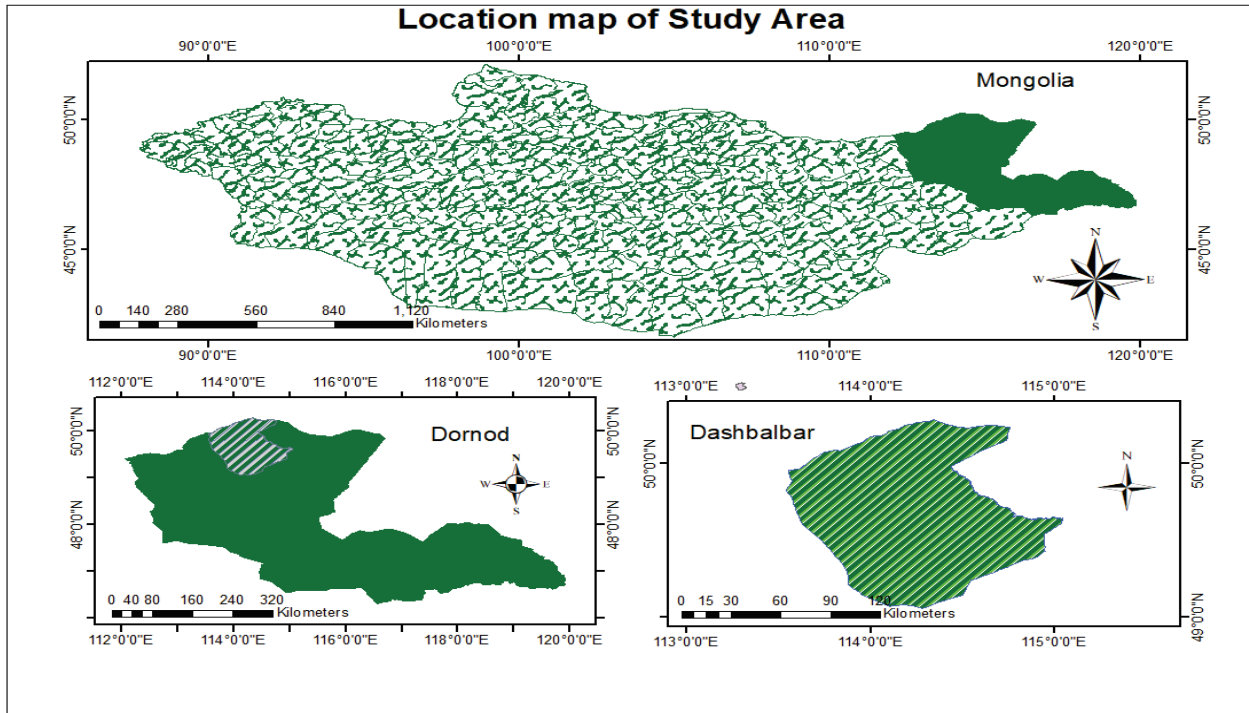 Location map of Study Area
90°0'0"E 100°0'0"E 110°0'0"E 120°0'0"E
Mongolia
50°0'0"N 50°0'0"N
45°0'0"N 45°0'0"N
N
W E
S
0 140 280 560 840 1,120
Kilometers
90°0'0"E 100°0'0"E 110°0'0"E 120°0'0"E
112°0'0"E 114°0'0"E 116°0'0"E 118°0'0"E 120°0'0"E
Dornod
50°0'0"N 50°0'0"N
48°0'0"N 48°0'0"N
N
W E
S
0 40 80 160 240 320
Kilometers
112°0'0"E 114°0'0"E 116°0'0"E 118°0'0"E 120°0'0"E
113°0'0"E 114°0'0"E 115°0'0"E
Dashbalbar
50°0'0"N 50°0'0"N
N
0 15 30 60 90 120
Kilometers
49°0'0"N
113°0'0"E 114°0'0"E 115°0'0"E